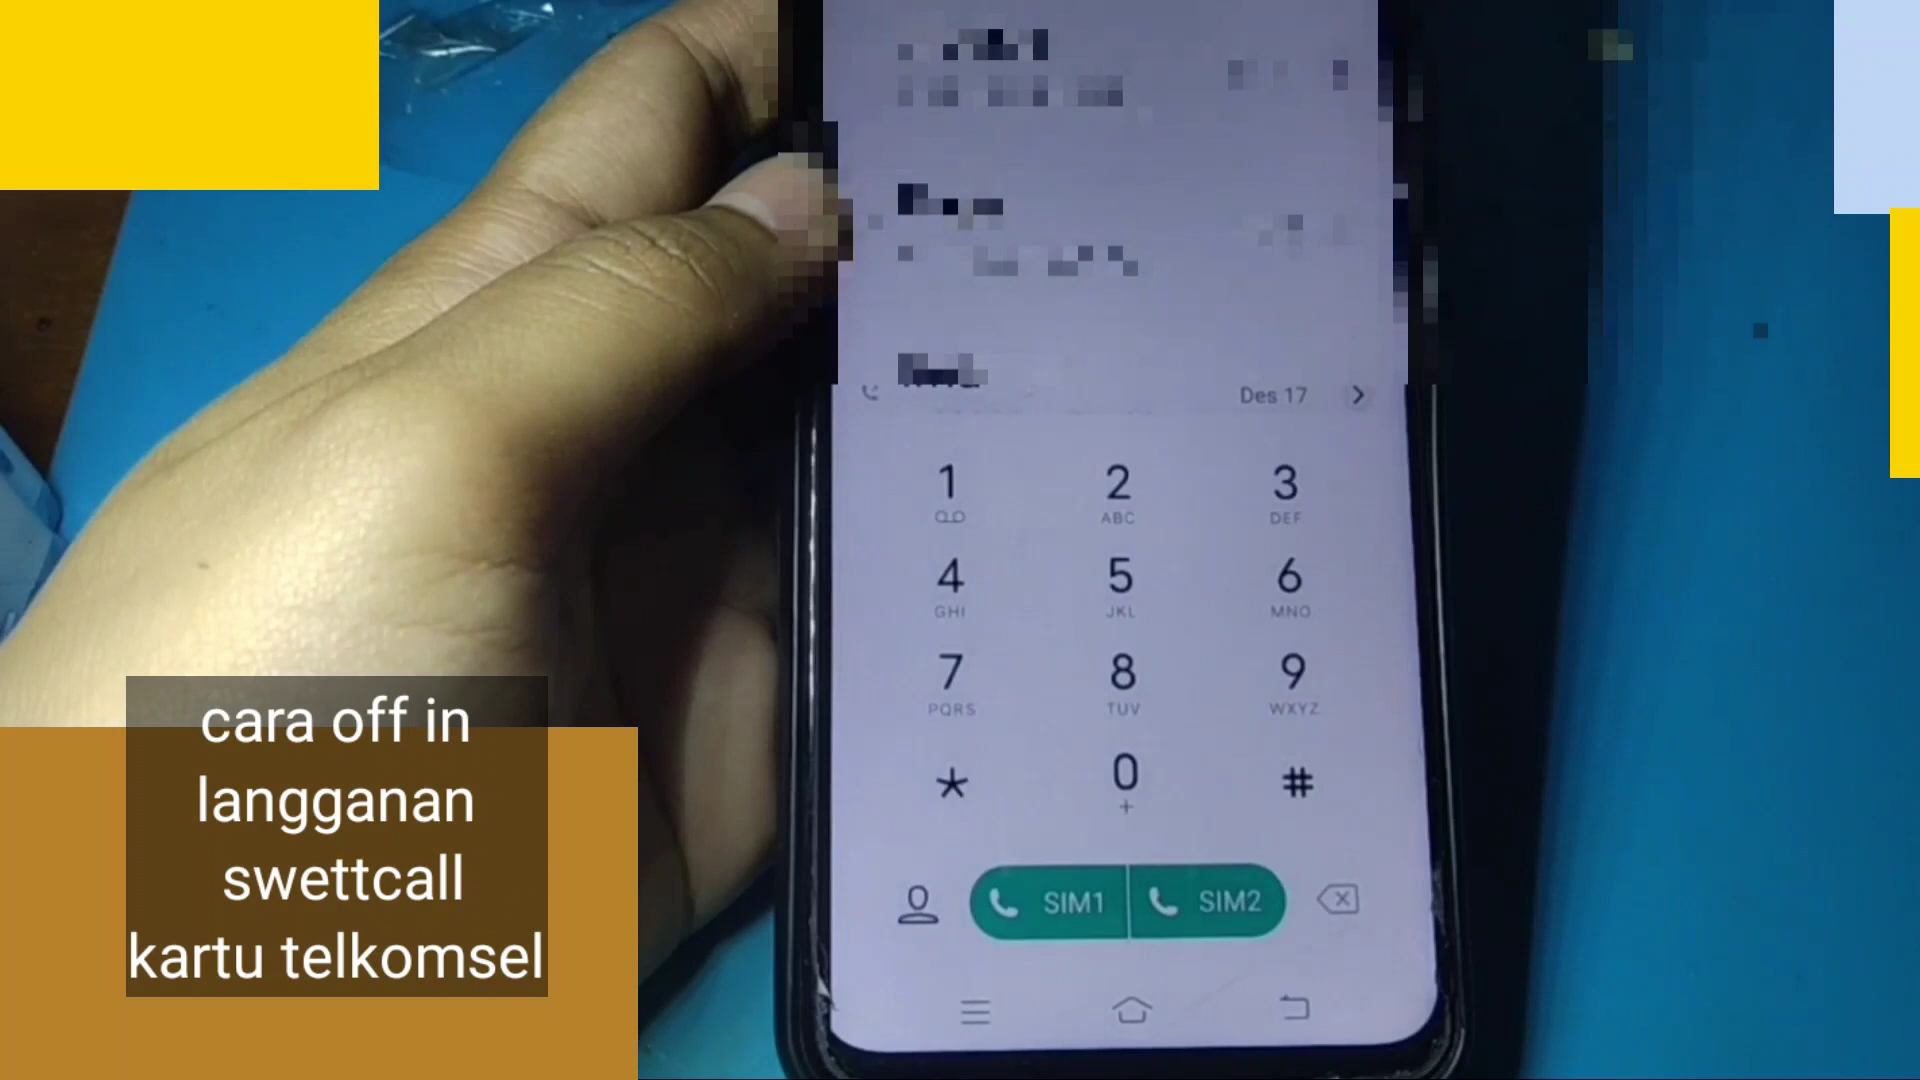 Des 17
1
2
ABC
3
DEF
4
GHI
5
JKL
6
MNO
7
PQRS
8
TUV
9
WXYZ
*
0
+
#
SIM1
SIM2
cara off in
langganan
swettcall
kartu telkomsel